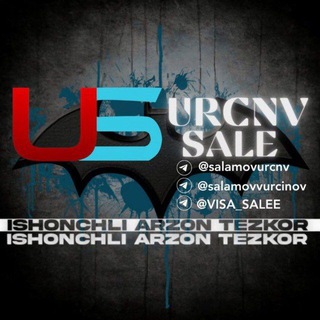 US URCNV
SALE
@salamovurcnv
@salamovvurcinov
@VISA_SALEE
ISHONCHLI ARZON TEZKOR
ISHONCHLI ARZON TEZKOR